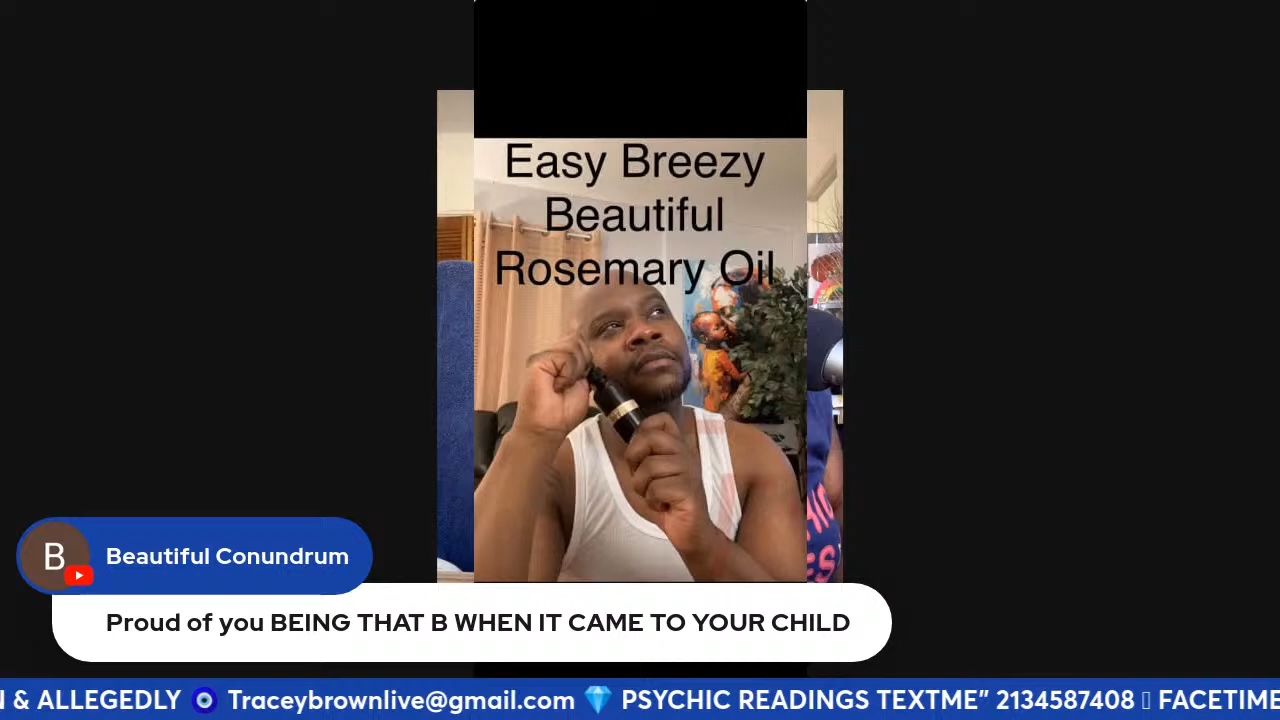 Easy Breezy
Beautiful
Rosemary Oil
B
Beautiful Conundrum
Proud of you BEING THAT B WHEN IT CAME TO YOUR CHILD
N & ALLEGEDLY 🧿 Traceybrownlive@gmail.com 💎 PSYCHIC READINGS TEXTME” 2134587408 ▯ FACETIME